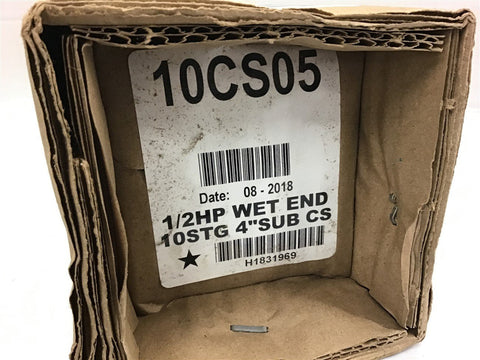 10CS05
Date: 08 - 2018
1/2HP WET END
10STG 4"SUB CS
H1831969